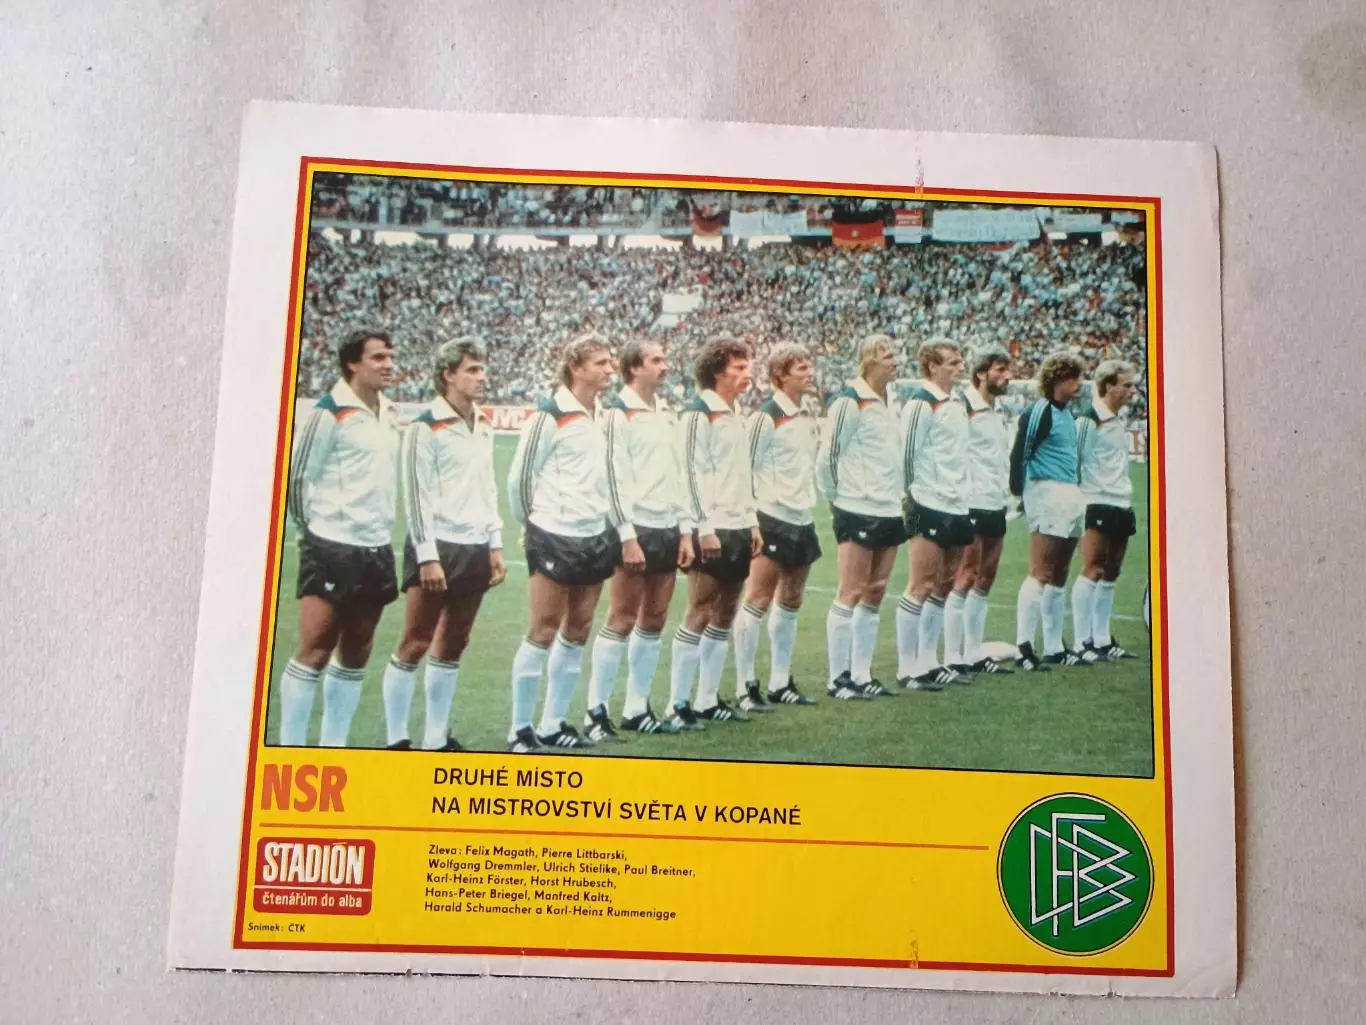 JVC
NSR
DRUHÉ MÍSTO
NA MISTROVSTVÍ SVĚTA V KOPANÉ
STADIÓN
čtenářům do alba
Snímek: ČTK
Zleva: Felix Magath, Pierre Littbarski,
Wolfgang Dremmler, Ulrich Stielike, Paul Breitner,
Karl-Heinz Förster, Horst Hrubesch,
Hans-Peter Briegel, Manfred Kaltz,
Harald Schumacher a Karl-Heinz Rummenigge
DFB